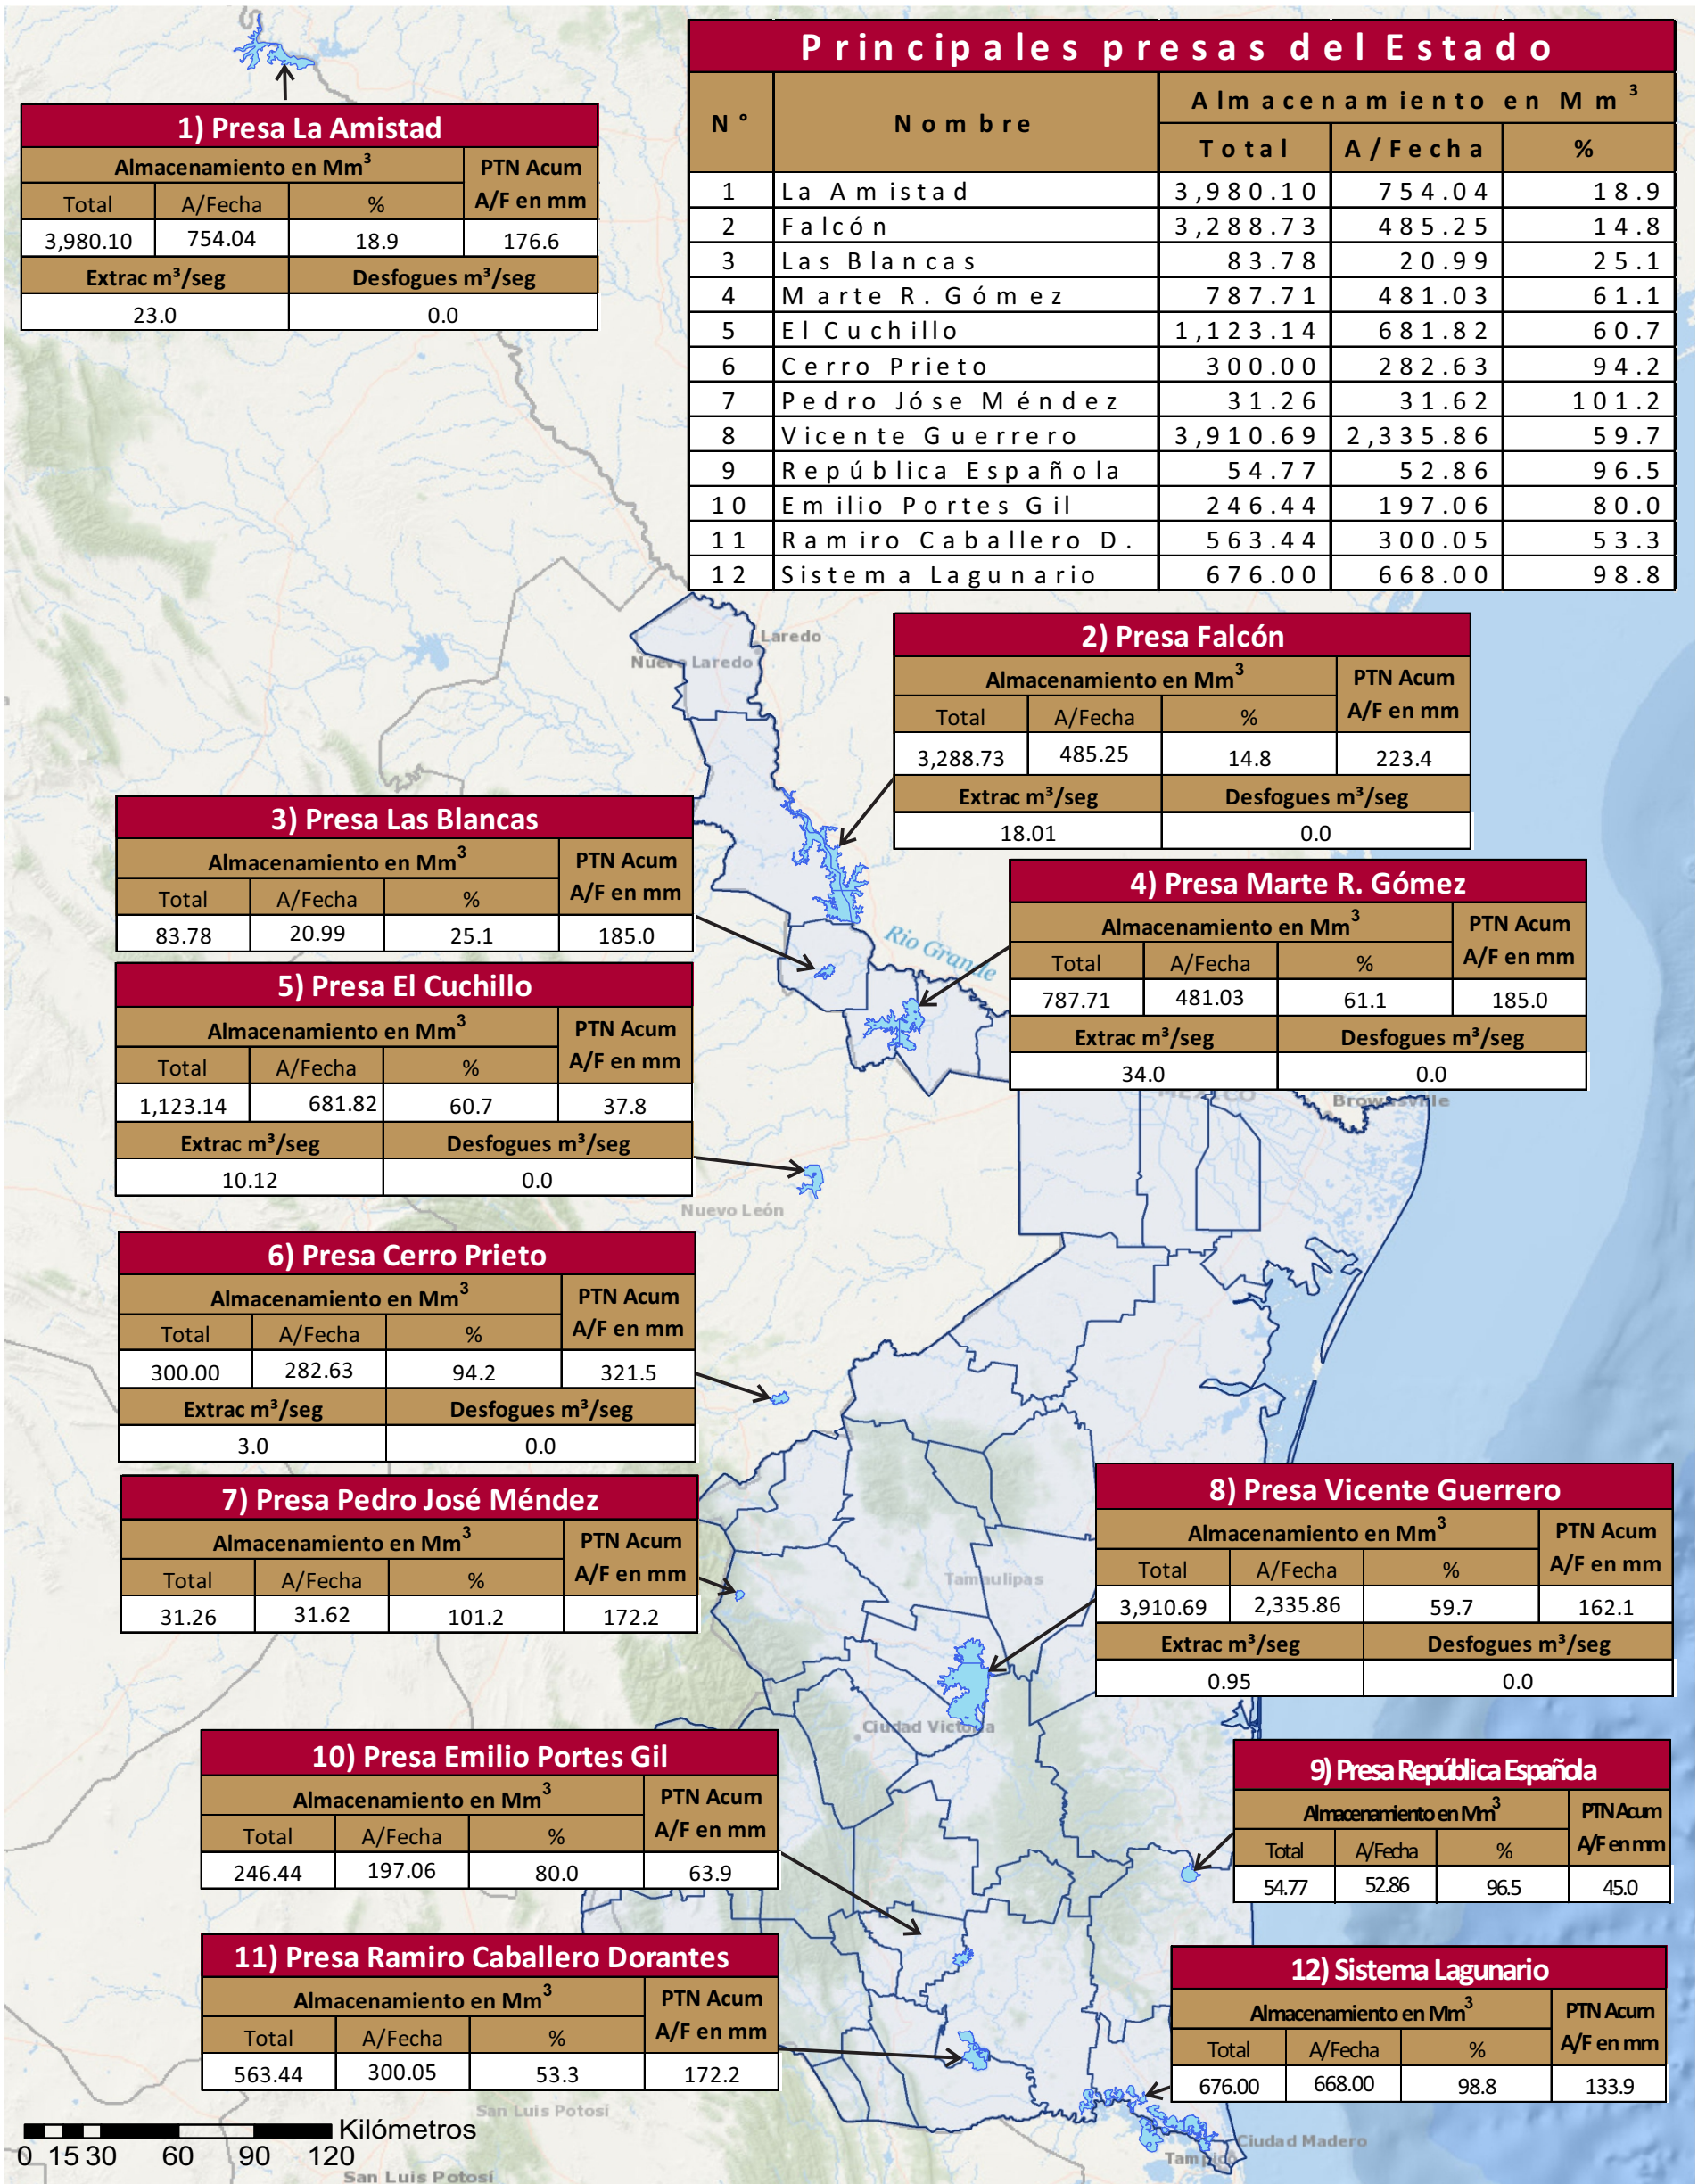 Principales presas del Estado
N° Nombre Almacenamiento en Mm³
Total A/Fecha %
1 La Amistad 3,980.10 754.04 18.9
2 Falcón 3,288.73 485.25 14.8
3 Las Blancas 83.78 20.99 25.1
4 Marte R. Gómez 787.71 481.03 61.1
5 El Cuchillo 1,123.14 681.82 60.7
6 Cerro Prieto 300.00 282.63 94.2
7 Pedro Jóse Méndez 31.26 31.62 101.2
8 Vicente Guerrero 3,910.69 2,335.86 59.7
9 Repúblíca Española 54.77 52.86 96.5
10 Emilio Portes Gil 246.44 197.06 80.0
11 Ramiro Caballero D. 563.44 300.05 53.3
12 Sistema Lagunario 676.00 668.00 98.8
1) Presa La Amistad
Almacenamiento en Mm³ PTN Acum
Total A/Fecha % A/F en mm
3,980.10 754.04 18.9 176.6
Extrac m³/seg Desfogues m³/seg
23.0 0.0
Laredo
Nuevo Laredo
2) Presa Falcón
Almacenamiento en Mm³ PTN Acum
Total A/Fecha % A/F en mm
3,288.73 485.25 14.8 223.4
Extrac m³/seg Desfogues m³/seg
18.01 0.0
3) Presa Las Blancas
Almacenamiento en Mm³ PTN Acum
Total A/Fecha % A/F en mm
83.78 20.99 25.1 185.0
Rio Grande
4) Presa Marte R. Gómez
Almacenamiento en Mm³ PTN Acum
Total A/Fecha % A/F en mm
787.71 481.03 61.1 185.0
Extrac m³/seg Desfogues m³/seg
34.0 0.0
MÉXICO
Brownsville
5) Presa El Cuchillo
Almacenamiento en Mm³ PTN Acum
Total A/Fecha % A/F en mm
1,123.14 681.82 60.7 37.8
Extrac m³/seg Desfogues m³/seg
10.12 0.0
Nuevo León
6) Presa Cerro Prieto
Almacenamiento en Mm³ PTN Acum
Total A/Fecha % A/F en mm
300.00 282.63 94.2 321.5
Extrac m³/seg Desfogues m³/seg
3.0 0.0
7) Presa Pedro José Méndez
Almacenamiento en Mm³ PTN Acum
Total A/Fecha % A/F en mm
31.26 31.62 101.2 172.2
Tamaulipas
8) Presa Vicente Guerrero
Almacenamiento en Mm³ PTN Acum
Total A/Fecha % A/F en mm
3,910.69 2,335.86 59.7 162.1
Extrac m³/seg Desfogues m³/seg
0.95 0.0
Ciudad Victoria
10) Presa Emilio Portes Gil
Almacenamiento en Mm³ PTN Acum
Total A/Fecha % A/F en mm
246.44 197.06 80.0 63.9
9) Presa República Española
Almacenamiento en Mm³ PTN Acum
Total A/Fecha % A/F en mm
54.77 52.86 96.5 45.0
11) Presa Ramiro Caballero Dorantes
Almacenamiento en Mm³ PTN Acum
Total A/Fecha % A/F en mm
563.44 300.05 53.3 172.2
12) Sistema Lagunario
Almacenamiento en Mm³ PTN Acum
Total A/Fecha % A/F en mm
676.00 668.00 98.8 133.9
San Luis Potosí
Kilómetros
0 15 30 60 90 120
Ciudad Madero
Tampico
San Luis Potosí